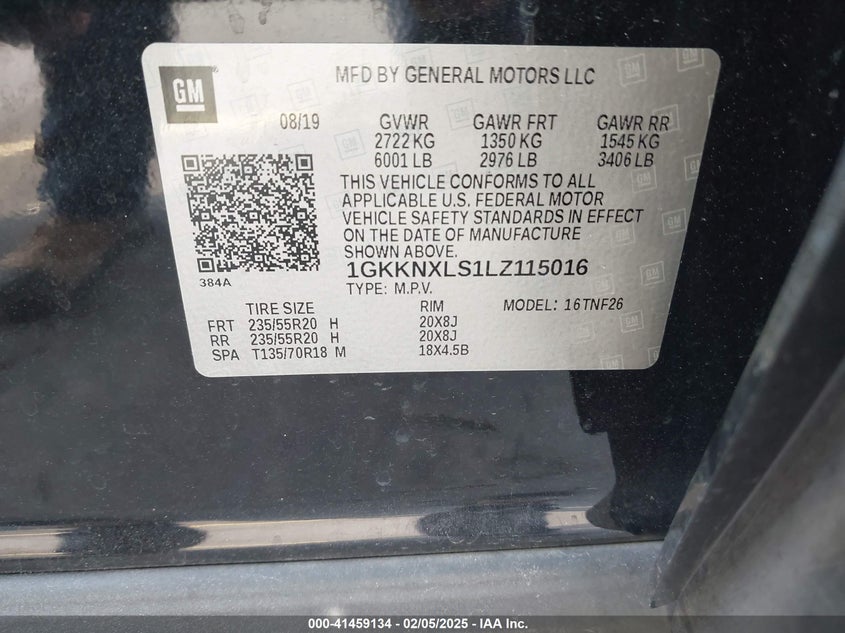 GM
MFD BY GENERAL MOTORS LLC
08/19 GVWR GAWR FRT GAWR RR
2722 KG 1350 KG 1545 KG
6001 LB 2976 LB 3406 LB
THIS VEHICLE CONFORMS TO ALL
APPLICABLE U.S. FEDERAL MOTOR
VEHICLE SAFETY STANDARDS IN EFFECT
ON THE DATE OF MANUFACTURE
SHOWN ABOVE.
384A
1GKKNXLS1LZ115016
TYPE: M.P.V.
TIRE SIZE RIM MODEL: 16TNF26
FRT 235/55R20 H 20X8J
RR 235/55R20 H 20X8J
SPA T135/70R18 M 18X4.5B
000-41459134 / 02/05/2025 - IAA Inc.